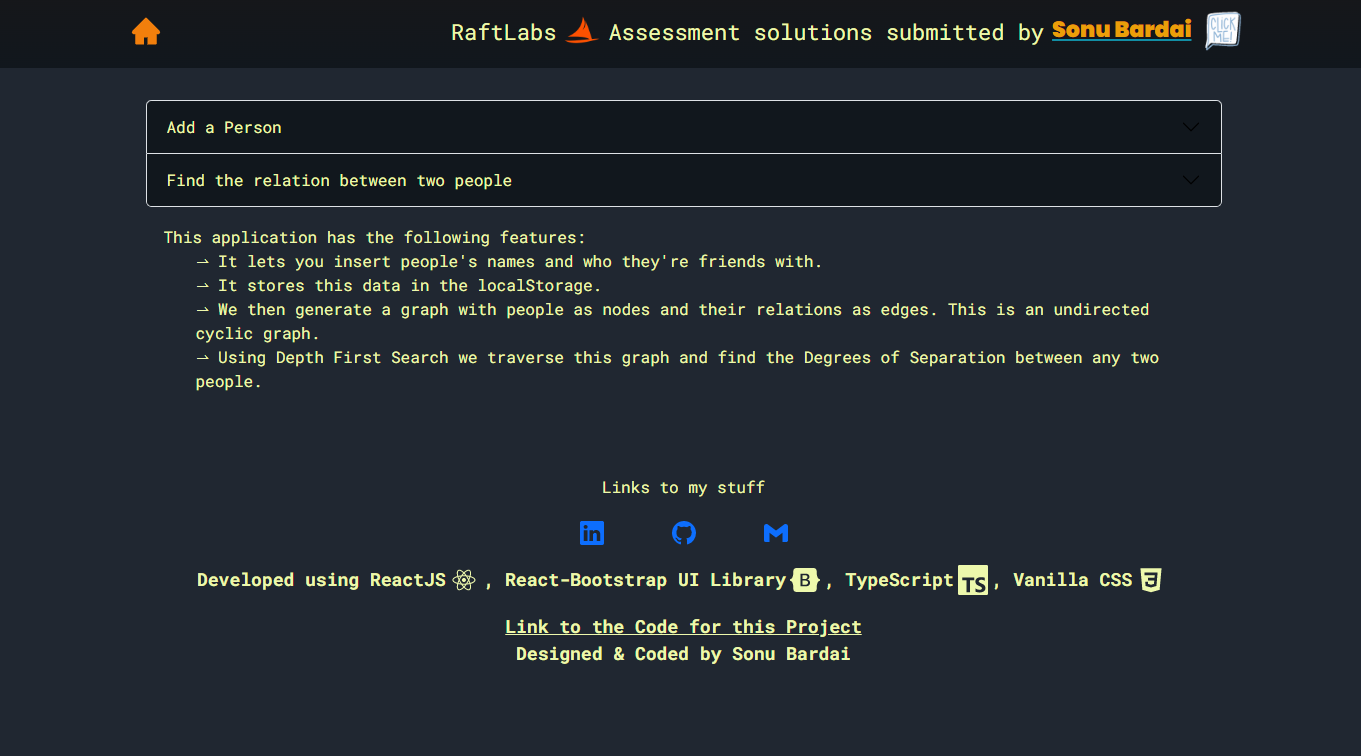 RaftLabs Assessment solutions submitted by Sonu Bardai CLICK ME!
Add a Person
Find the relation between two people
This application has the following features:
⇀ It lets you insert people's names and who they're friends with.
⇀ It stores this data in the localStorage.
⇀ We then generate a graph with people as nodes and their relations as edges. This is an undirected
cyclic graph.
⇀ Using Depth First Search we traverse this graph and find the Degrees of Separation between any two
people.
Links to my stuff
in
Developed using ReactJS , React-Bootstrap UI Library B , TypeScript TS , Vanilla CSS 3
Link to the Code for this Project
Designed & Coded by Sonu Bardai